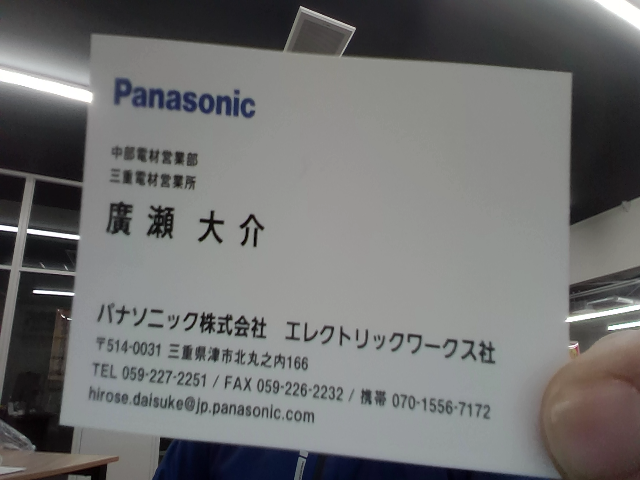 Panasonic
中部電材営業部
三重電材営業所
廣瀬 大介
パナソニック株式会社 エレクトリックワークス社
〒514-0031 三重県津市北丸之内166
TEL 059-227-2251 / FAX 059-226-2232 / 携帯 070-1556-7172
hirose.daisuke@jp.panasonic.com